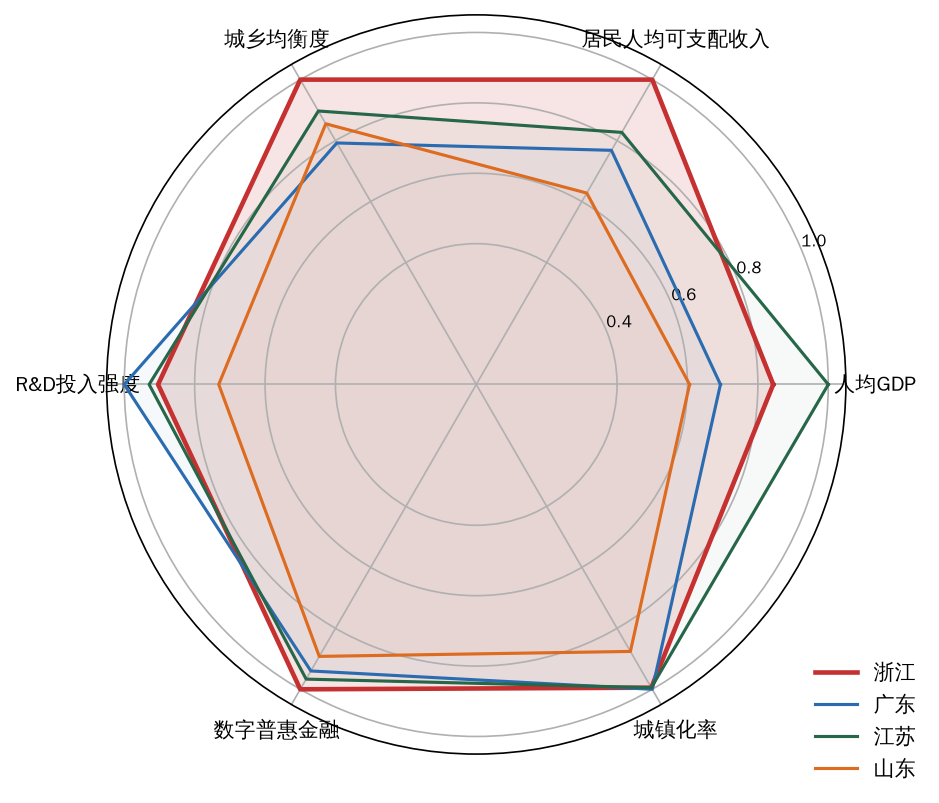 城乡均衡度
居民人均可支配收入
1.0
0.8
0.6
0.4
R&D投入强度
人均GDP
数字普惠金融
城镇化率
浙江
广东
江苏
山东